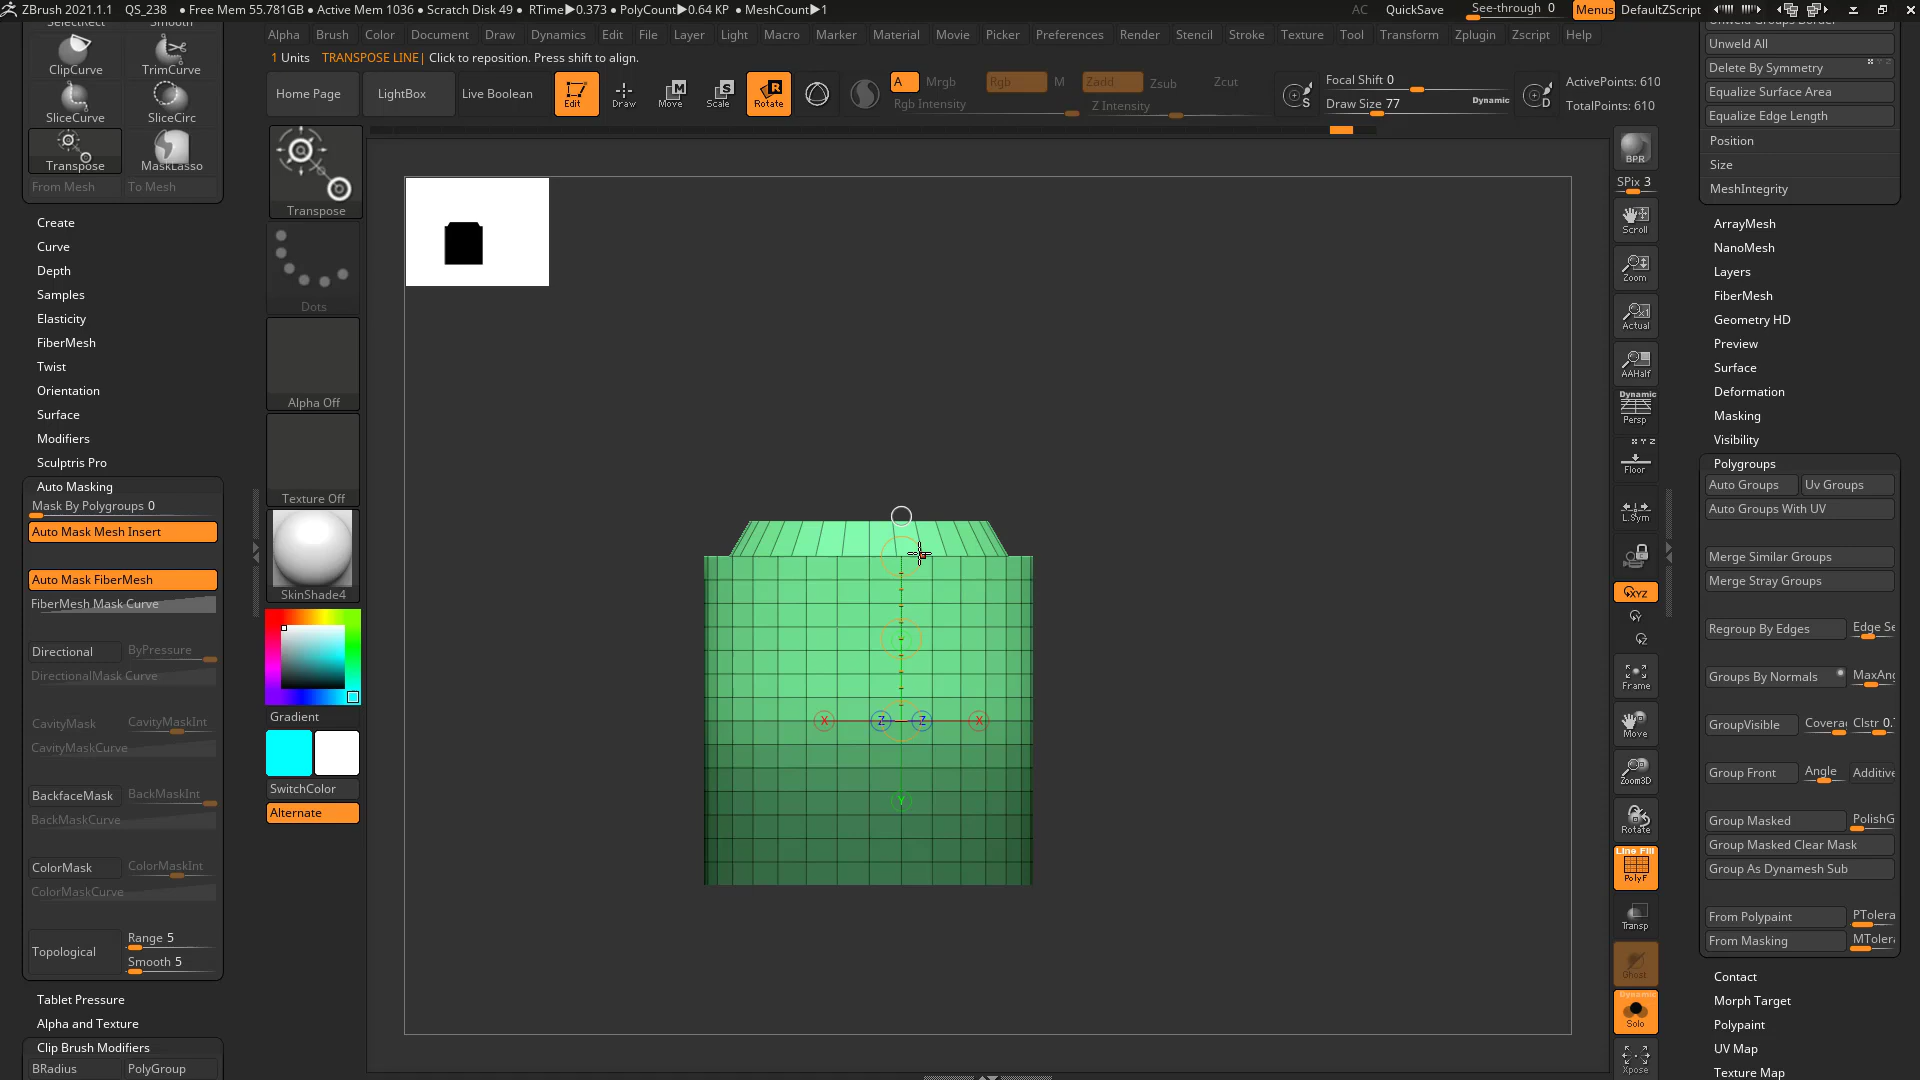 ZBrush 2021.1.1 QS_238 • Free Mem 55.781GB • Active Mem 1036 • Scratch Disk 49 • RTime▶0.373 • PolyCount▶0.64 KP • MeshCount▶1
AC QuickSave See-through 0 Menus DefaultZScript
Alpha Brush Color Document Draw Dynamics Edit File Layer Light Macro Marker Material Movie Picker Preferences Render Stencil Stroke Texture Tool Transform Zplugin Zscript Help
1 Units TRANSPOSE LINE| Click to reposition. Press shift to align.
Home Page LightBox Live Boolean Edit Draw Move Scale Rotate
A Mrgb Rgb M Zadd Zsub Zcut
Rgb Intensity Z Intensity
Focal Shift 0
Draw Size 77 Dynamic
ActivePoints: 610
TotalPoints: 610
ClipCurve TrimCurve
SliceCurve SliceCirc
Transpose MaskLasso
From Mesh To Mesh
Create
Curve
Depth
Samples
Elasticity
FiberMesh
Twist
Orientation
Surface
Modifiers
Sculptris Pro
Auto Masking
Mask By Polygroups 0
Auto Mask Mesh Insert
Auto Mask FiberMesh
FiberMesh Mask Curve
Directional ByPressure
DirectionalMask Curve
CavityMask CavityMaskInt
CavityMaskCurve
BackfaceMask BackMaskInt
BackMaskCurve
ColorMask ColorMaskInt
ColorMaskCurve
Topological Range 5
Smooth 5
Tablet Pressure
Alpha and Texture
Clip Brush Modifiers
BRadius PolyGroup
Transpose
Dots
Alpha Off
Texture Off
SkinShade4
Gradient
SwitchColor
Alternate
X Z Z X
Y
BPR
SPix 3
Scroll
Zoom
Actual
AAHalf
Dynamic
Persp
X Y Z
Floor
L.Sym
XYZ
Y
Z
Frame
Move
Zoom3D
Rotate
Line Fill
PolyF
Transp
Ghost
Dynamic
Solo
Xpose
Unweld All
Delete By Symmetry
Equalize Surface Area
Equalize Edge Length
Position
Size
MeshIntegrity
ArrayMesh
NanoMesh
Layers
FiberMesh
Geometry HD
Preview
Surface
Deformation
Masking
Visibility
Polygroups
Auto Groups Uv Groups
Auto Groups With UV
Merge Similar Groups
Merge Stray Groups
Regroup By Edges Edge Se
Groups By Normals MaxAng
GroupVisible Covera Clstr 0.
Group Front Angle Additive
Group Masked PolishG
Group Masked Clear Mask
Group As Dynamesh Sub
From Polypaint PTolera
From Masking MTolera
Contact
Morph Target
Polypaint
UV Map
Texture Map